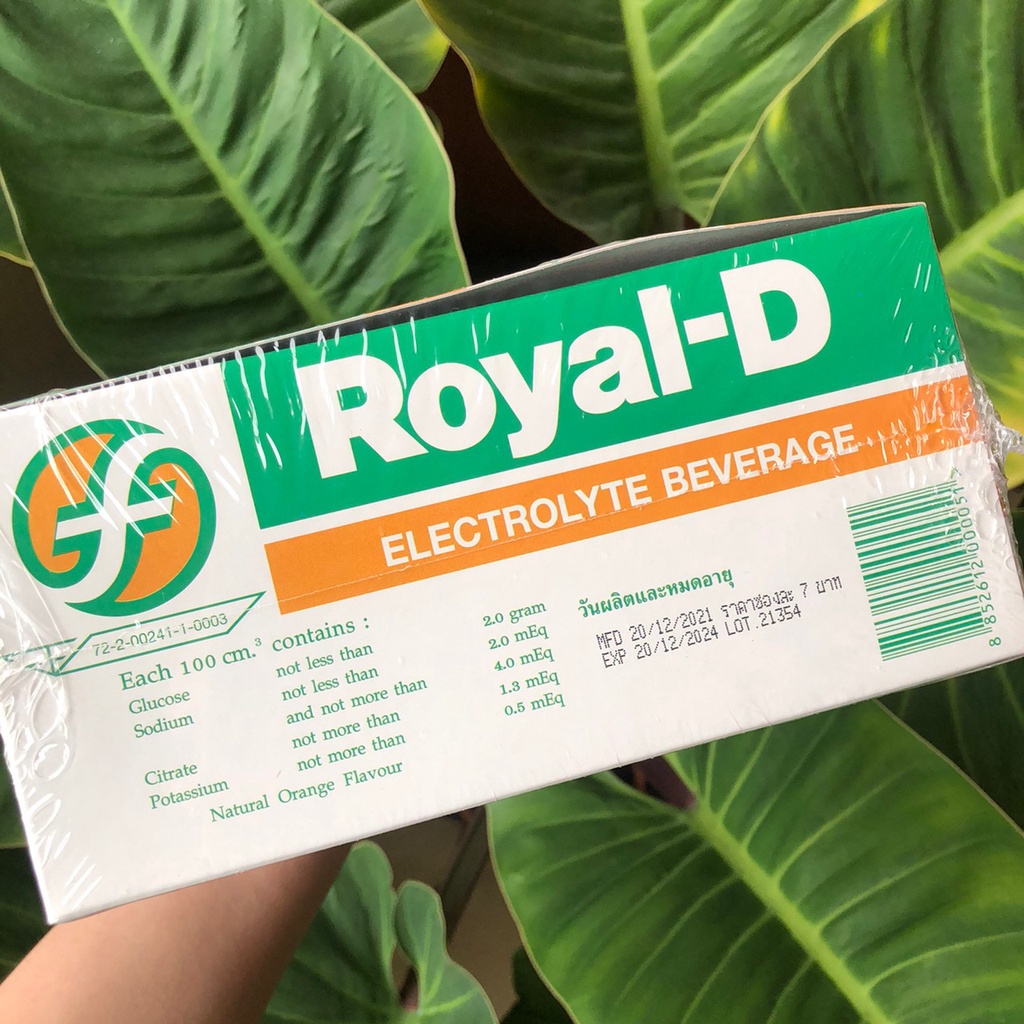 Royal-D
ELECTROLYTE BEVERAGE
72-2-00241-1-0003
Each 100 cm.³ contains :
Glucose not less than 2.0 gram
Sodium not less than 2.0 mEq
and not more than 4.0 mEq
Citrate not more than 1.3 mEq
Potassium not more than 0.5 mEq
Natural Orange Flavour
วันผลิตและหมดอายุ
MFD 20/12/2021 ราคาซองละ 7 บาท
EXP 20/12/2024 LOT.21354
8 852612 000051 7